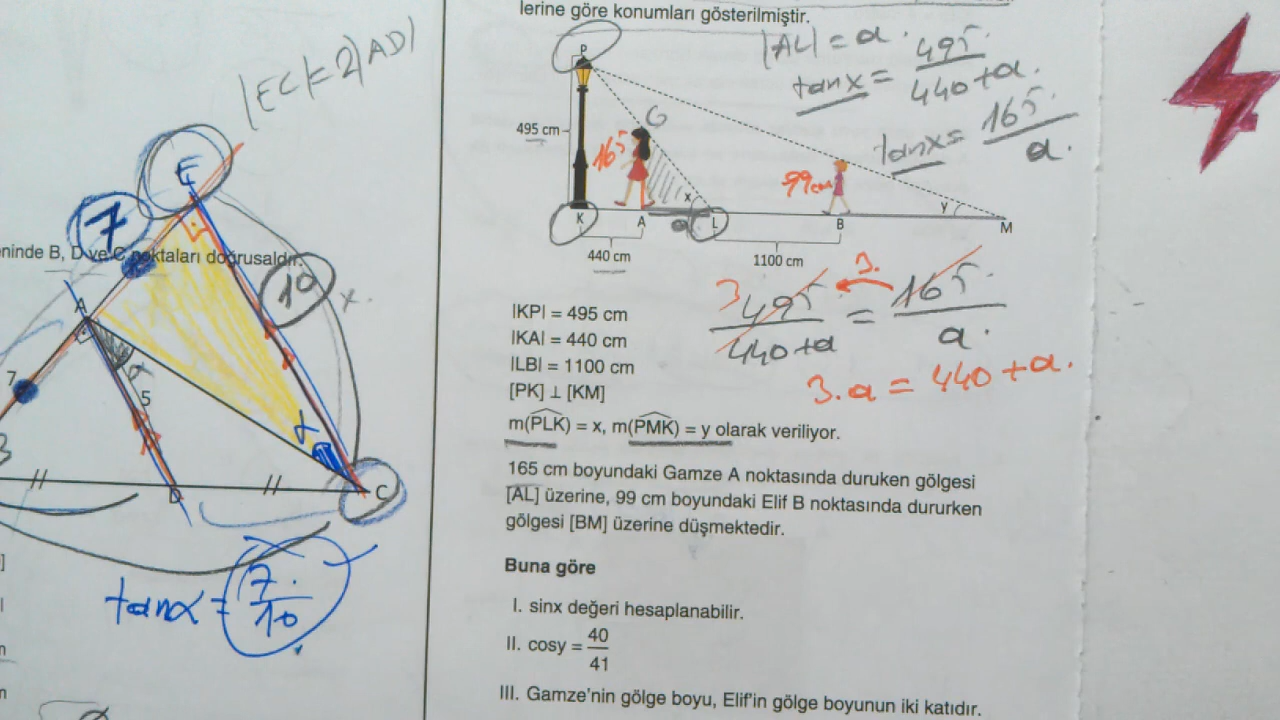 lerine göre konumları gösterilmiştir.
|AL| = a.
tanx = 495 / 440+a.
tanx = 165 / a.
P
495 cm
165
G
x
99cm
y
K
A
a
L
B
M
440 cm
1100 cm
|KP| = 495 cm
|KA| = 440 cm
|LB| = 1100 cm
[PK] ⊥ [KM]
m(PLK) = x, m(PMK) = y olarak veriliyor.
165 cm boyundaki Gamze A noktasında duruken gölgesi
[AL] üzerine, 99 cm boyundaki Elif B noktasında dururken
gölgesi [BM] üzerine düşmektedir.
Buna göre
I. sinx değeri hesaplanabilir.
II. cosy = 40/41
III. Gamze'nin gölge boyu, Elif'in gölge boyunun iki katıdır.
3 495 / 440+a = 165 / a.
3.
3.a = 440+a.
|EC|=2|AD|
E
7
eninde B, D ve C noktaları doğrusaldır.
10
x.
A
α
7
5
α
D
C
tanα = 7/10